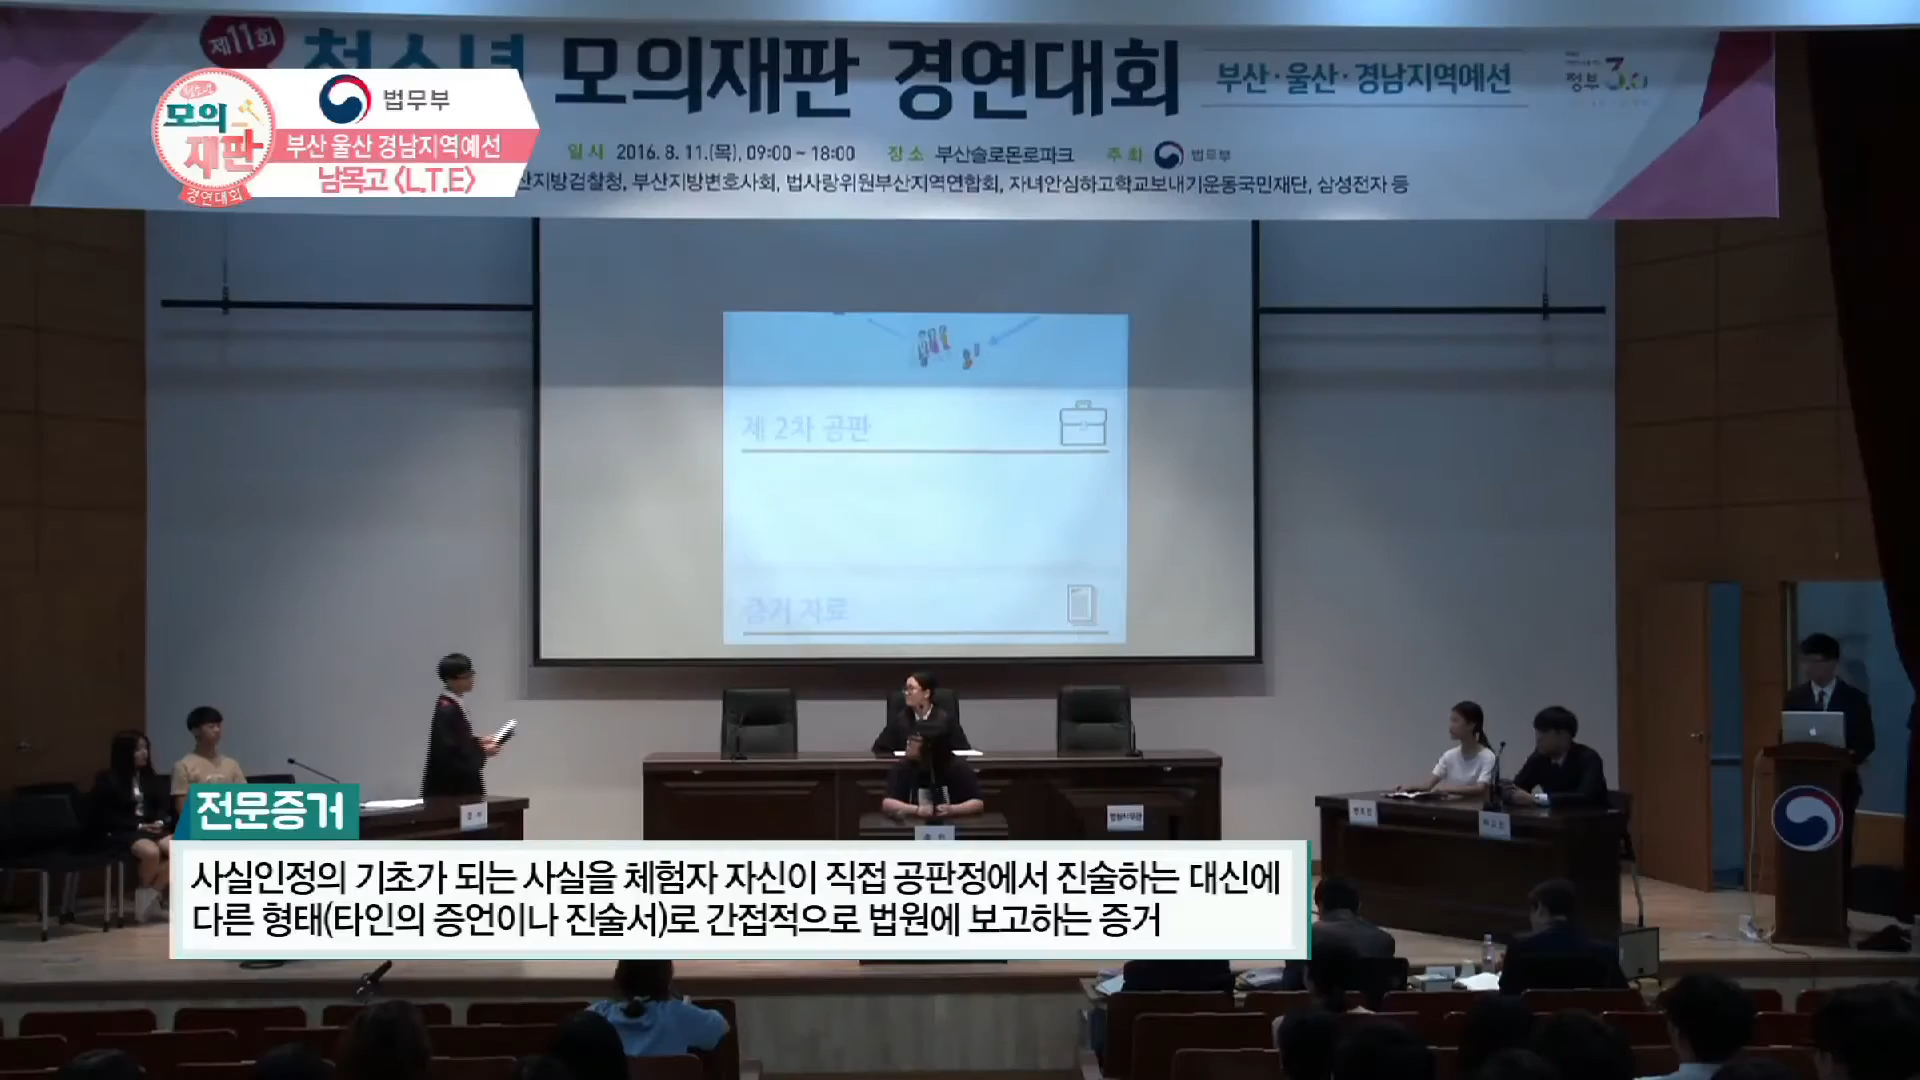 제11회
청소년 모의재판 경연대회
부산·울산·경남지역예선
정부3.0
일시 2016. 8. 11.(목), 09:00 ~ 18:00 장소 부산솔로몬로파크 주최 법무부
산지방검찰청, 부산지방변호사회, 법사랑위원부산지역연합회, 자녀안심하고학교보내기운동국민재단, 삼성전자 등
청소년
모의
재판
경연대회
법무부
부산 울산 경남지역예선
남목고 <L.T.E>
제 2차 공판
증거 자료
전문증거
사실인정의 기초가 되는 사실을 체험자 자신이 직접 공판정에서 진술하는 대신에
다른 형태(타인의 증언이나 진술서)로 간접적으로 법원에 보고하는 증거